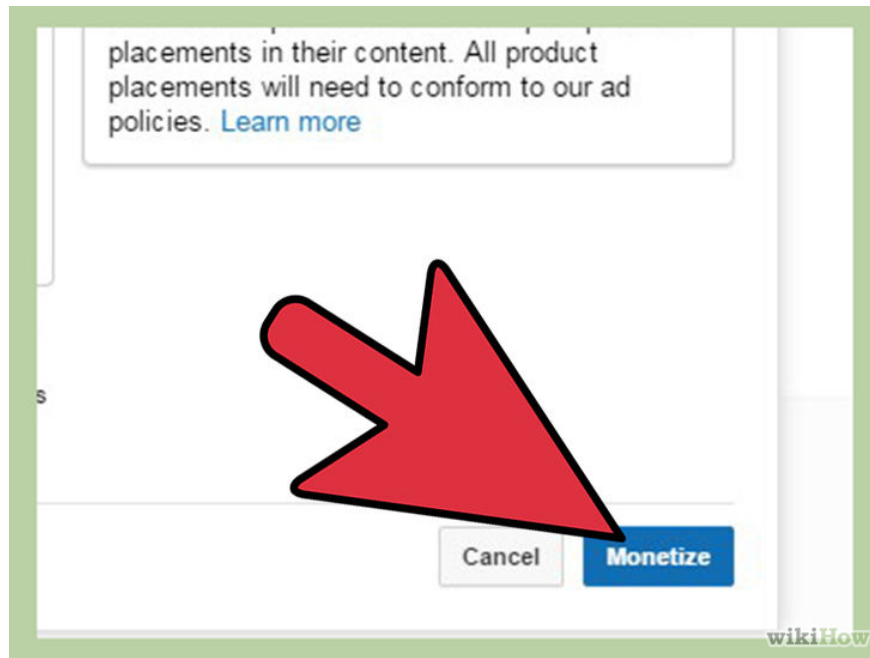 placements in their content. All product
placements will need to conform to our ad
policies. Learn more
s
Cancel Monetize
wikiHow